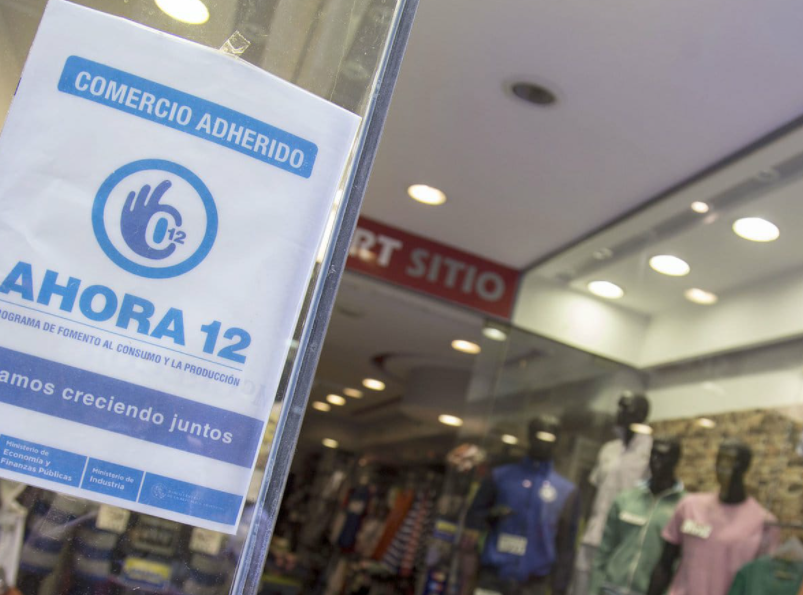 COMERCIO ADHERIDO
12
AHORA 12
PROGRAMA DE FOMENTO AL CONSUMO Y LA PRODUCCIÓN
amos creciendo juntos
Ministerio de
Economía y
Finanzas Públicas
Ministerio de
Industria
RT SITIO